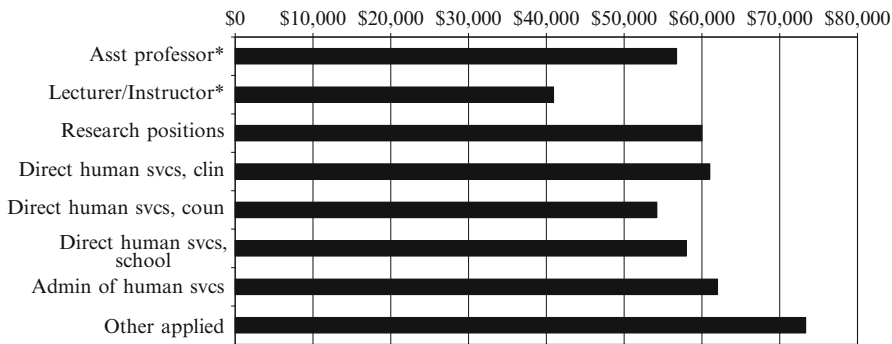 $0 $10,000 $20,000 $30,000 $40,000 $50,000 $60,000 $70,000 $80,000
Asst professor*
Lecturer/Instructor*
Research positions
Direct human svcs, clin
Direct human svcs, coun
Direct human svcs,
school
Admin of human svcs
Other applied